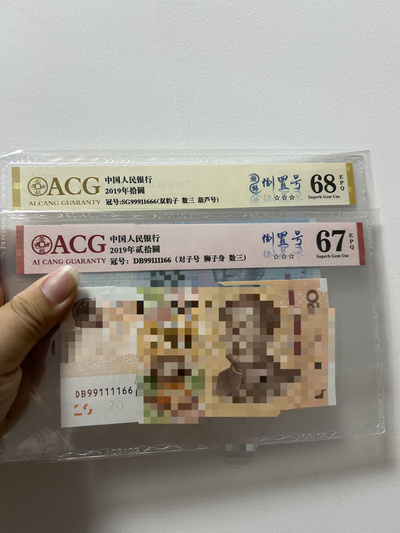 ACG
AI CANG GUARANTY
中国人民银行
2019年拾圆
冠号:SG99911666(双豹子 数三 葫芦号)
倒置号
☆☆☆
68 EPQ
Superb Gem Unc
ACG
AI CANG GUARANTY
中国人民银行
2019年贰拾圆
冠号: DB99111166 (对子号 狮子身 数三)
倒置号
☆☆☆
67 EPQ
Superb Gem Unc
20
DB99111166
20